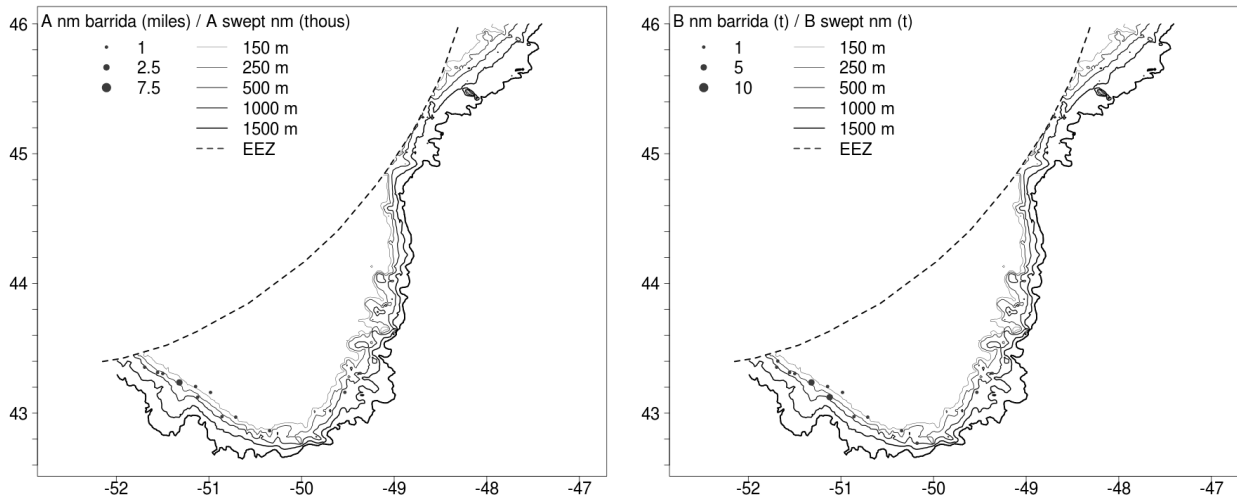 A nm barrida (miles) / A swept nm (thous)
1
2.5
7.5
150 m
250 m
500 m
1000 m
1500 m
EEZ
46
45
44
43
-52 -51 -50 -49 -48 -47
B nm barrida (t) / B swept nm (t)
1
5
10
150 m
250 m
500 m
1000 m
1500 m
EEZ
46
45
44
43
-52 -51 -50 -49 -48 -47